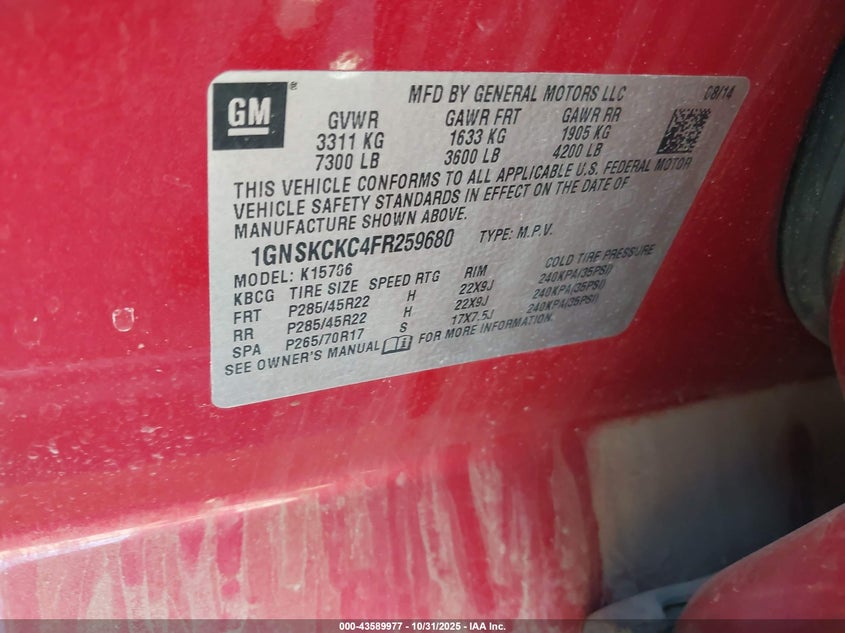 GM ®
MFD BY GENERAL MOTORS LLC 08/14
GVWR GAWR FRT GAWR RR
3311 KG 1633 KG 1905 KG
7300 LB 3600 LB 4200 LB
THIS VEHICLE CONFORMS TO ALL APPLICABLE U.S. FEDERAL MOTOR
VEHICLE SAFETY STANDARDS IN EFFECT ON THE DATE OF
MANUFACTURE SHOWN ABOVE.
1GNSKCKC4FR259680 TYPE: M.P.V.
MODEL: K15706
KBCG TIRE SIZE SPEED RTG RIM COLD TIRE PRESSURE
FRT P285/45R22 H 22X9J 240KPA(35PSI)
RR P285/45R22 H 22X9J 240KPA(35PSI)
SPA P265/70R17 S 17X7.5J 240KPA(35PSI)
SEE OWNER'S MANUAL FOR MORE INFORMATION.
000-43589977 - 10/31/2025 - IAA Inc.